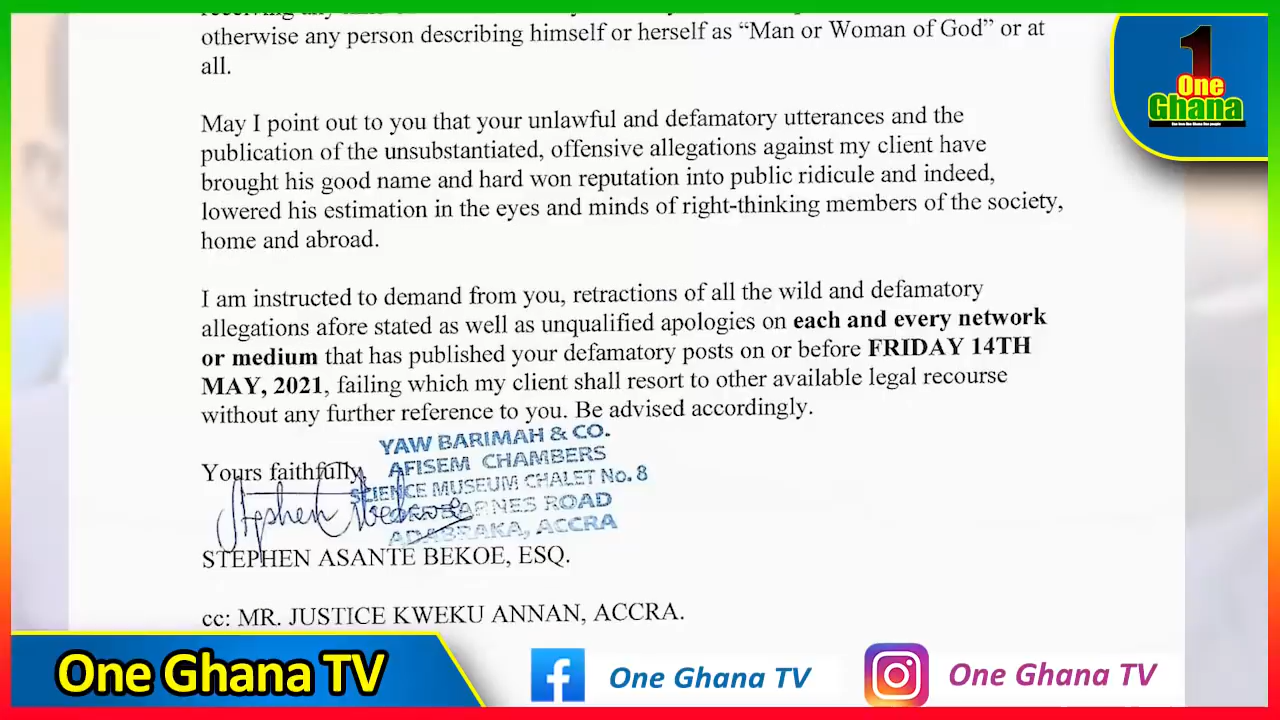 otherwise any person describing himself or herself as “Man or Woman of God” or at
all.
May I point out to you that your unlawful and defamatory utterances and the
publication of the unsubstantiated, offensive allegations against my client have
brought his good name and hard won reputation into public ridicule and indeed,
lowered his estimation in the eyes and minds of right-thinking members of the society,
home and abroad.
I am instructed to demand from you, retractions of all the wild and defamatory
allegations afore stated as well as unqualified apologies on each and every network
or medium that has published your defamatory posts on or before FRIDAY 14TH
MAY, 2021, failing which my client shall resort to other available legal recourse
without any further reference to you. Be advised accordingly.
YAW BARIMAH & CO.
AFISEM CHAMBERS
SCIENCE MUSEUM CHALET No. 8
BARNES ROAD
ADABRAKA, ACCRA
Yours faithfully,
STEPHEN ASANTE BEKOE, ESQ.
cc: MR. JUSTICE KWEKU ANNAN, ACCRA.
1
One
Ghana
One Ghana TV
One Ghana TV
One Ghana TV